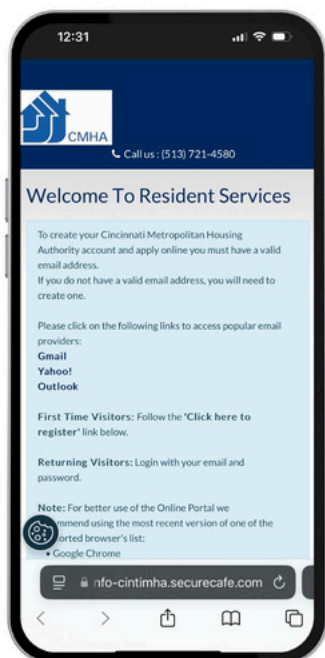 12:31
CMHA
Call us : (513) 721-4580
Welcome To Resident Services
To create your Cincinnati Metropolitan Housing
Authority account and apply online you must have a valid
email address.
If you do not have a valid email address, you will need to
create one.
Please click on the following links to access popular email
providers:
Gmail
Yahoo!
Outlook
First Time Visitors: Follow the "Click here to
register" link below.
Returning Visitors: Login with your email and
password.
Note: For better use of the Online Portal we
mmend using the most recent version of one of the
orted browser's list:
• Google Chrome
nfo-cintimha.securecafe.com